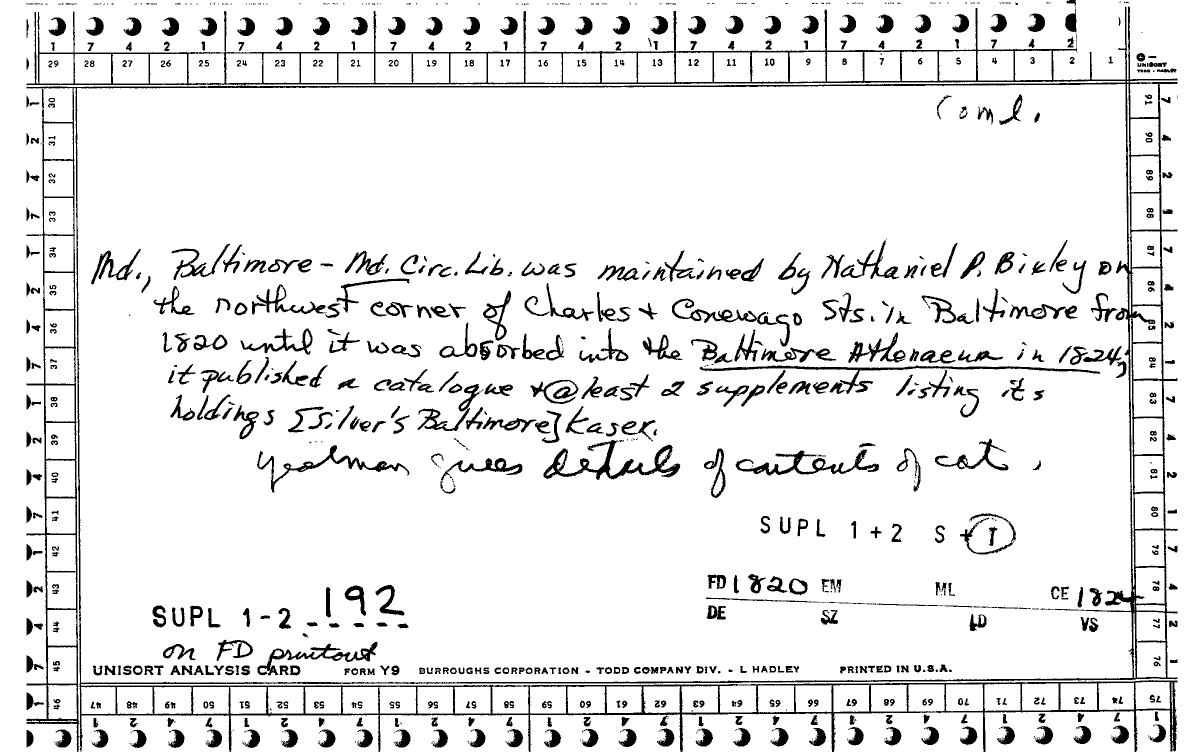 7 4 2 1 7 4 2 1 7 4 2 1 7 4 2 1 7 4 2 1 7 4 2 1 7 4 2
29 28 27 26 25 24 23 22 21 20 19 18 17 16 15 14 13 12 11 10 9 8 7 6 5 4 3 2 1
UNISORT
TODD - HADLEY
Coml.
Md., Baltimore - Md. Circ. Lib. was maintained by Nathaniel P. Bixley on
the northwest corner of Charles + Conewago Sts. in Baltimore from
1820 until it was absorbed into the Baltimore Athenaeum in 1824;
it published a catalogue + @ least 2 supplements listing its
holdings [Silver's Baltimore] Kaser.
Yealman gives details of contents of cat.
SUPL 1+2 S + T
FD 1820 EM ML CE 1824
DE SZ LD VS
SUPL 1-2 192
on FD printout
UNISORT ANALYSIS CARD FORM Y9 BURROUGHS CORPORATION - TODD COMPANY DIV. - L HADLEY PRINTED IN U.S.A.
30 31 32 33 34 35 36 37 38 39 40 41 42 43 44 45 46
91 90 89 88 87 86 85 84 83 82 81 80 79 78 77 76 75
47 48 49 50 51 52 53 54 55 56 57 58 59 60 61 62 63 64 65 66 67 68 69 70 71 72 73 74